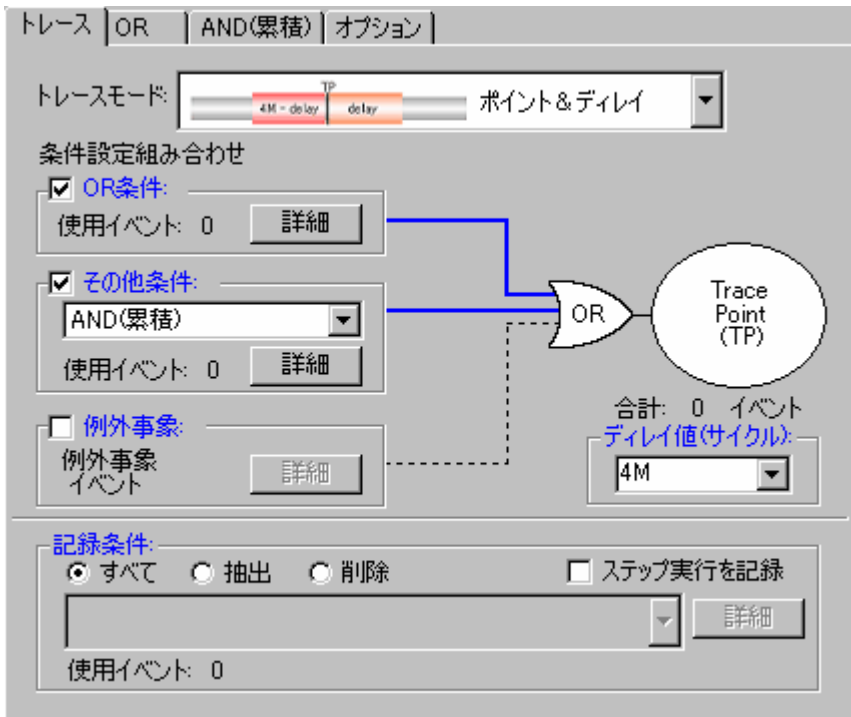 トレース OR AND(累積) オプション
トレースモード: 4M - delay TP delay ポイント&ディレイ
条件設定組み合わせ
OR条件:
使用イベント: 0 詳細
その他条件:
AND(累積)
使用イベント: 0 詳細
例外事象:
例外事象
イベント
詳細
OR
Trace
Point
(TP)
合計: 0 イベント
ディレイ値(サイクル):
4M
記録条件:
すべて 抽出 削除 ステップ実行を記録
詳細
使用イベント: 0